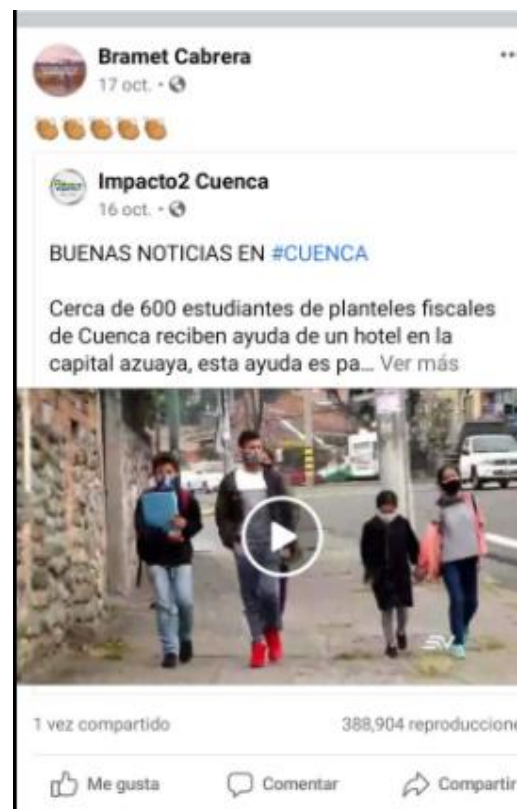 Bramet Cabrera
17 oct.
Impacto2 Cuenca
16 oct.
BUENAS NOTICIAS EN #CUENCA
Cerca de 600 estudiantes de planteles fiscales
de Cuenca reciben ayuda de un hotel en la
capital azuaya, esta ayuda es pa... Ver más
1 vez compartido
388,904 reproduccione
Me gusta
Comentar
Compartir